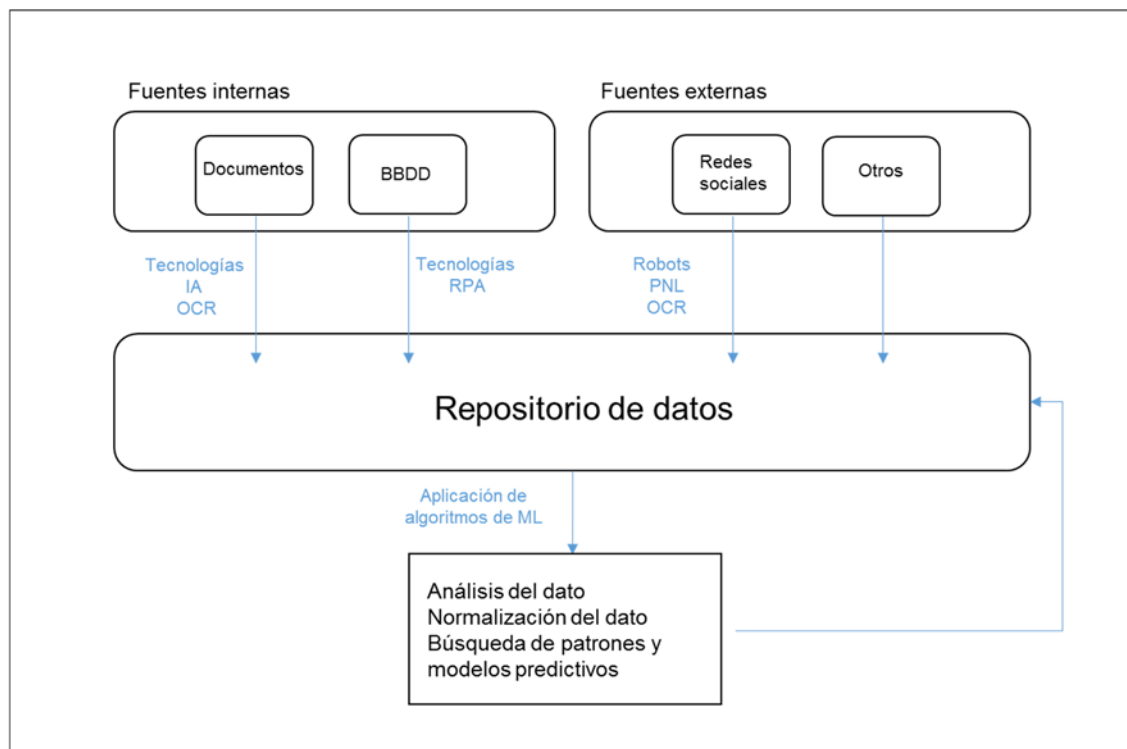 Fuentes internas
Fuentes externas
Documentos
BBDD
Redes
sociales
Otros
Tecnologías
IA
OCR
Tecnologías
RPA
Robots
PNL
OCR
Repositorio de datos
Aplicación de
algoritmos de ML
Análisis del dato
Normalización del dato
Búsqueda de patrones y
modelos predictivos